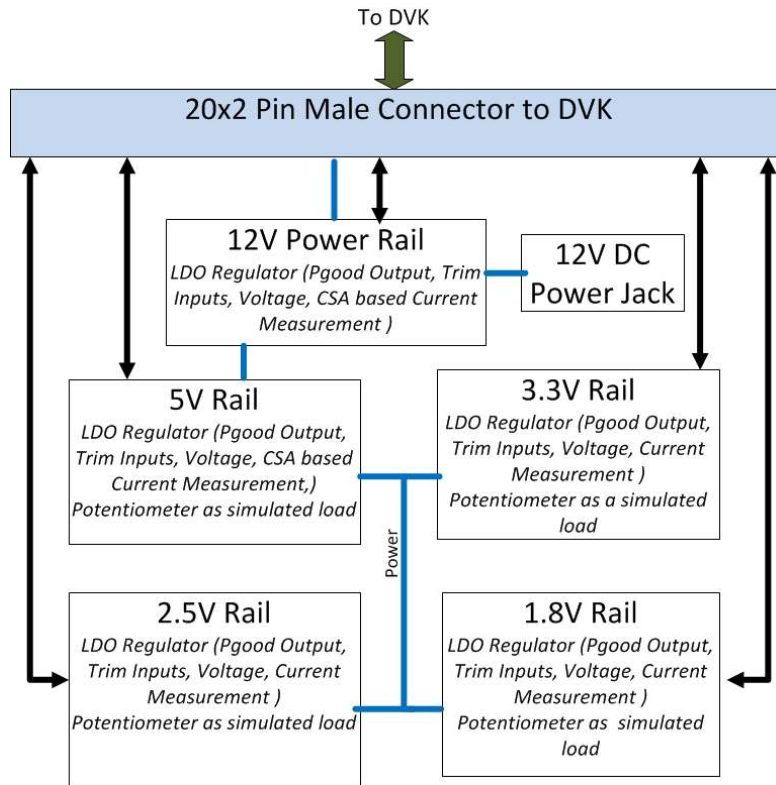 To DVK
20x2 Pin Male Connector to DVK
12V Power Rail
LDO Regulator (Pgood Output, Trim
Inputs, Voltage, CSA based Current
Measurement )
12V DC
Power Jack
5V Rail
LDO Regulator (Pgood Output,
Trim Inputs, Voltage, CSA based
Current Measurement,)
Potentiometer as simulated load
3.3V Rail
LDO Regulator (Pgood Output,
Trim Inputs, Voltage, Current
Measurement )
Potentiometer as a simulated
load
Power
2.5V Rail
LDO Regulator (Pgood Output,
Trim Inputs, Voltage, Current
Measurement )
Potentiometer as simulated load
1.8V Rail
LDO Regulator (Pgood Output,
Trim Inputs, Voltage, Current
Measurement )
Potentiometer as simulated
load